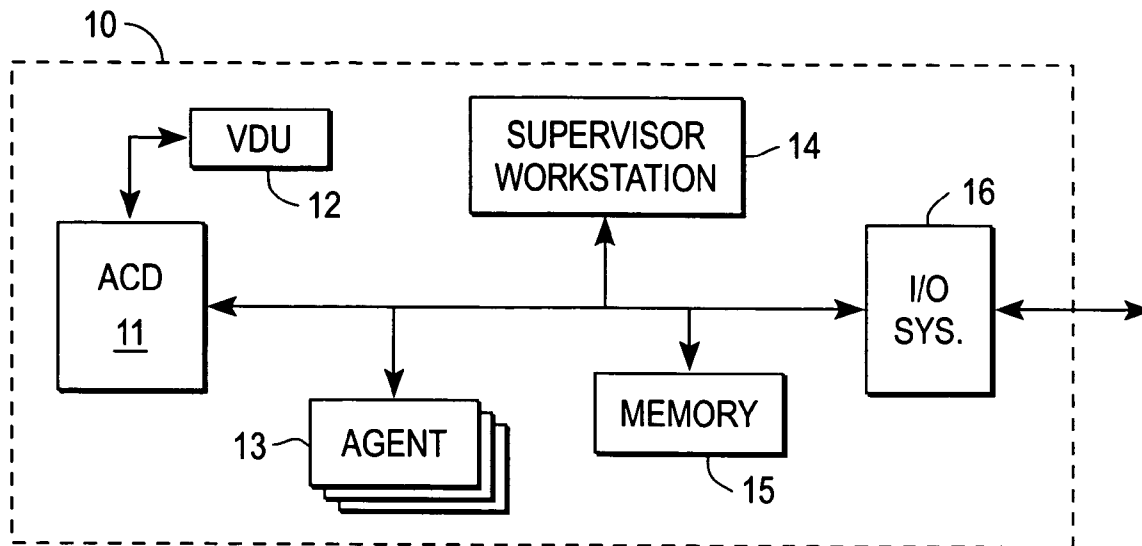 10
VDU
12
SUPERVISOR
WORKSTATION
14
16
ACD
11
I/O
SYS.
13
AGENT
MEMORY
15